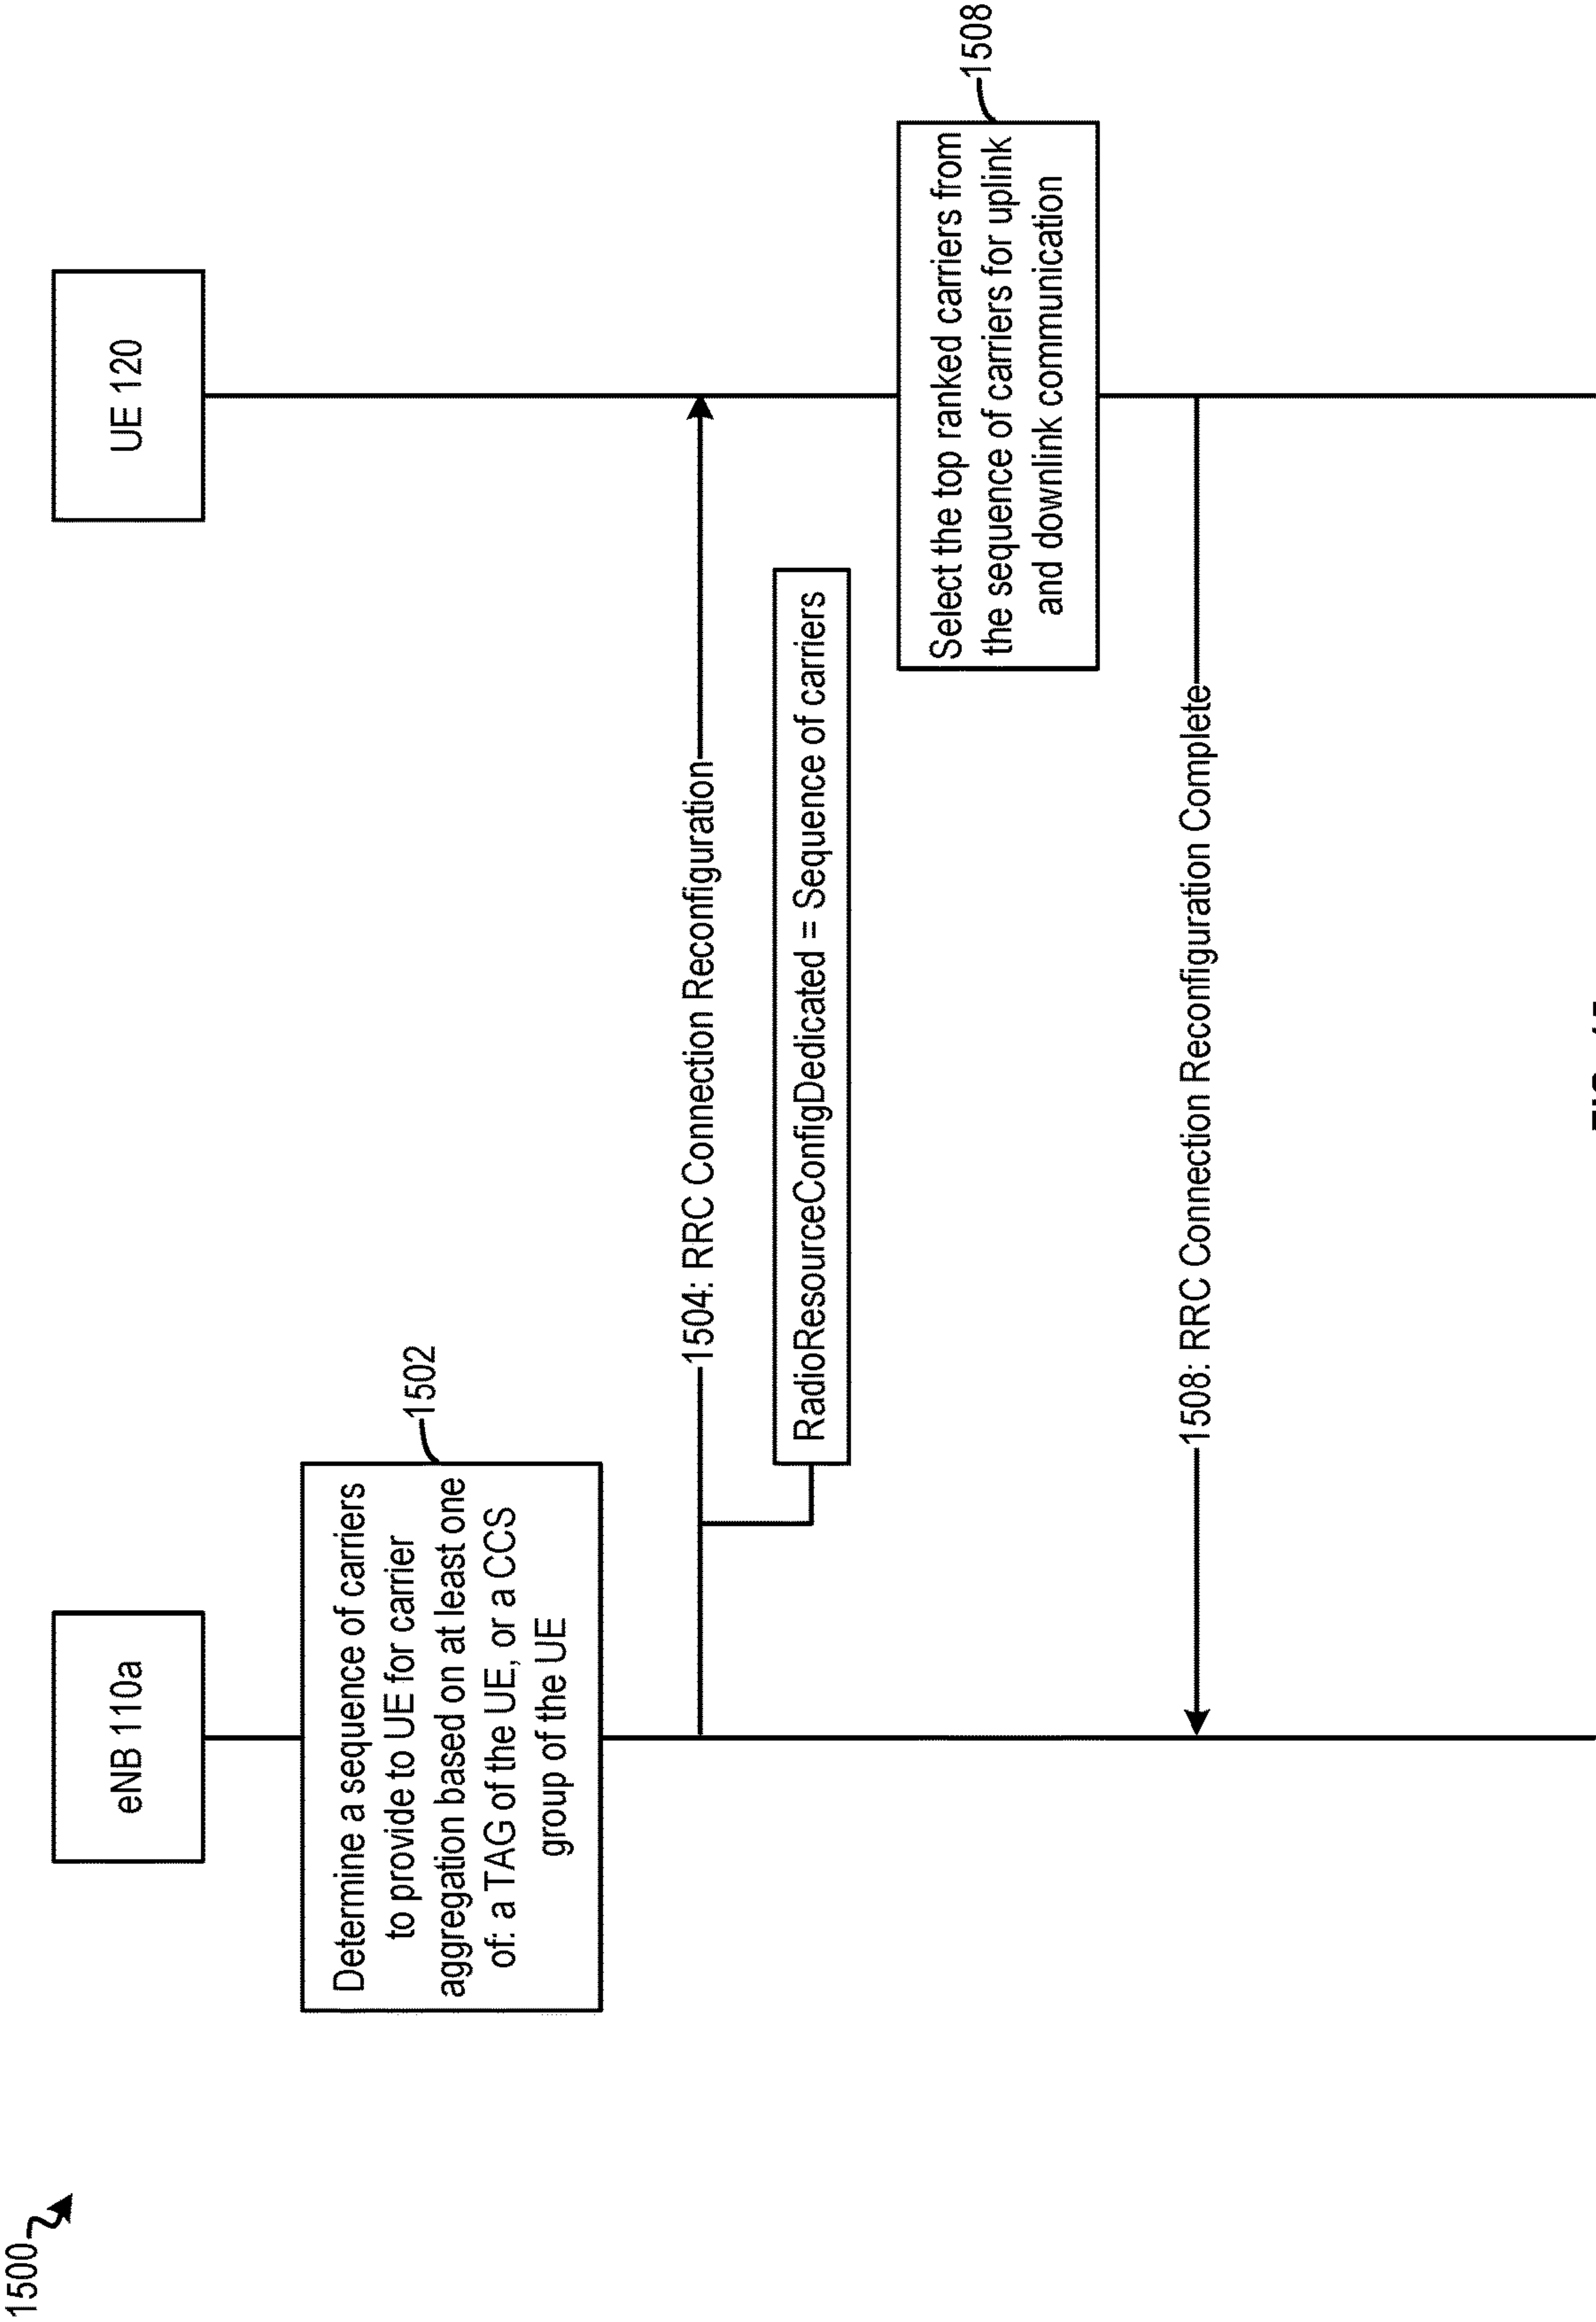 1500
eNB 110a
UE 120
Determine a sequence of carriers
to provide to UE for carrier
aggregation based on at least one
of: a TAG of the UE, or a CCS
group of the UE
1502
1504: RRC Connection Reconfiguration
RadioResourceConfigDedicated = Sequence of carriers
Select the top ranked carriers from
the sequence of carriers for uplink
and downlink communication
1508
1508: RRC Connection Reconfiguration Complete